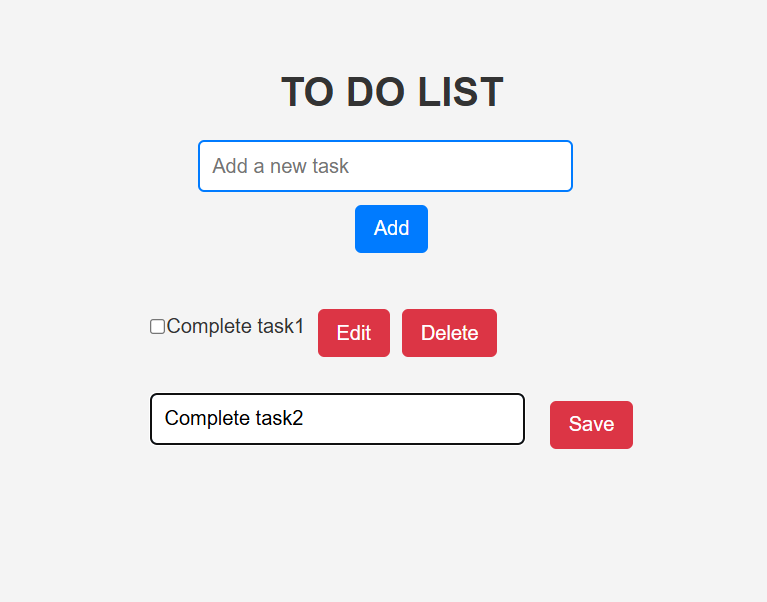 TO DO LIST
Add a new task
Add
Complete task1 Edit Delete
Complete task2 Save